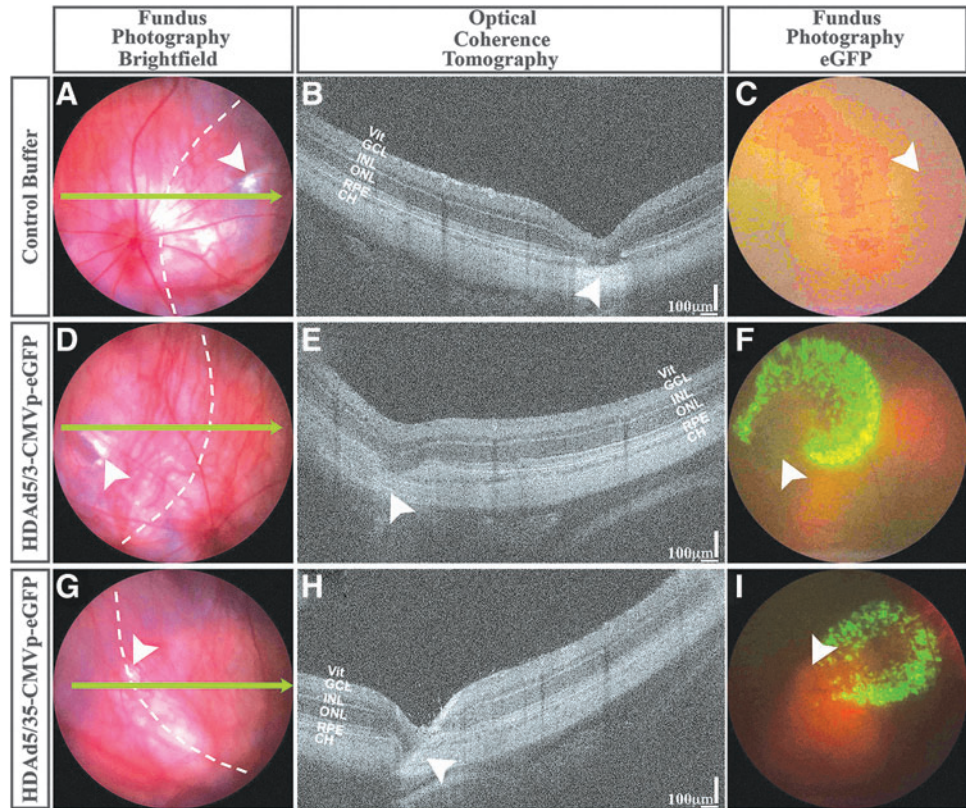 Fundus
Photography
Brightfield
Optical
Coherence
Tomography
Fundus
Photography
eGFP
Control Buffer
A
B
Vit
GCL
INL
ONL
RPE
CH
100μm
C
HDAd5/3-CMVp-eGFP
D
E
Vit
GCL
INL
ONL
RPE
CH
100μm
F
HDAd5/35-CMVp-eGFP
G
H
Vit
GCL
INL
ONL
RPE
CH
100μm
I